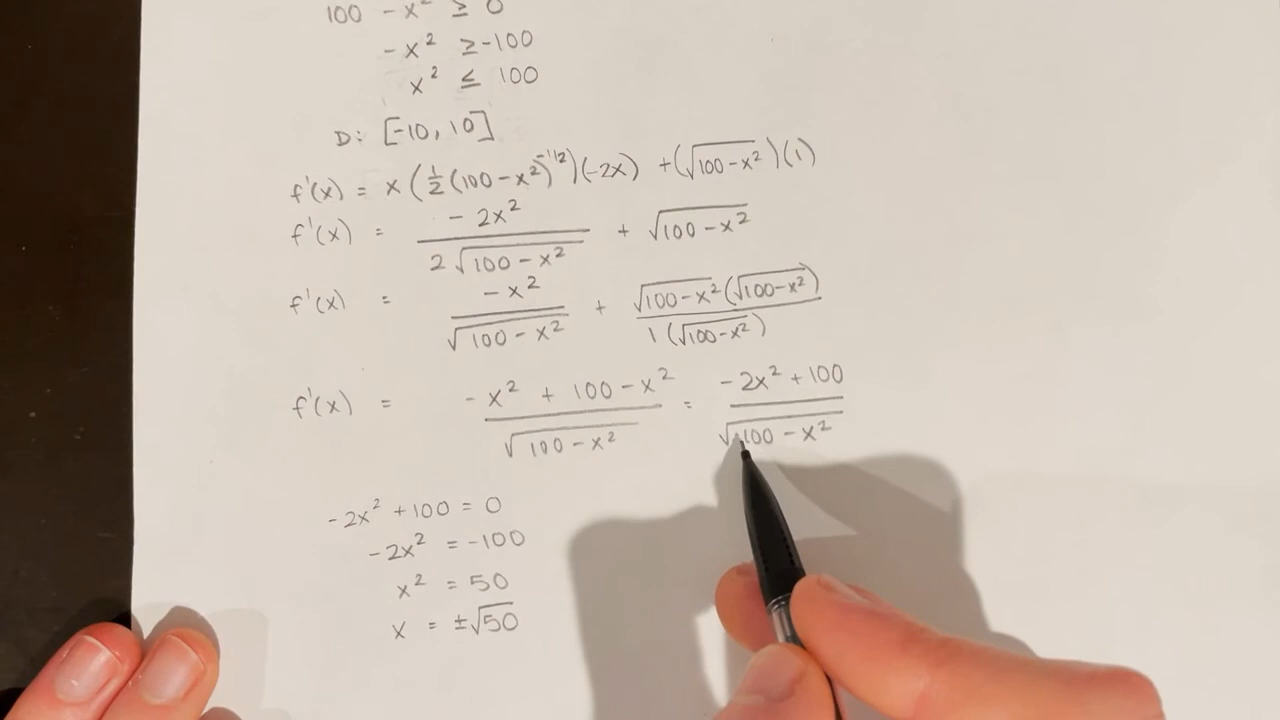 100 - x² ≥ 0
- x² ≥ -100
x² ≤ 100
D: [-10, 10]
f'(x) = x (½(100 - x²)^-1/2)(-2x) + (√100 - x²)(1)
f'(x) = - 2x² / 2√100 - x² + √100 - x²
f'(x) = - x² / √100 - x² + √100 - x² (√100 - x²) / 1 (√100 - x²)
f'(x) = - x² + 100 - x² / √100 - x² = - 2x² + 100 / √100 - x²
- 2x² + 100 = 0
- 2x² = -100
x² = 50
x = ±√50